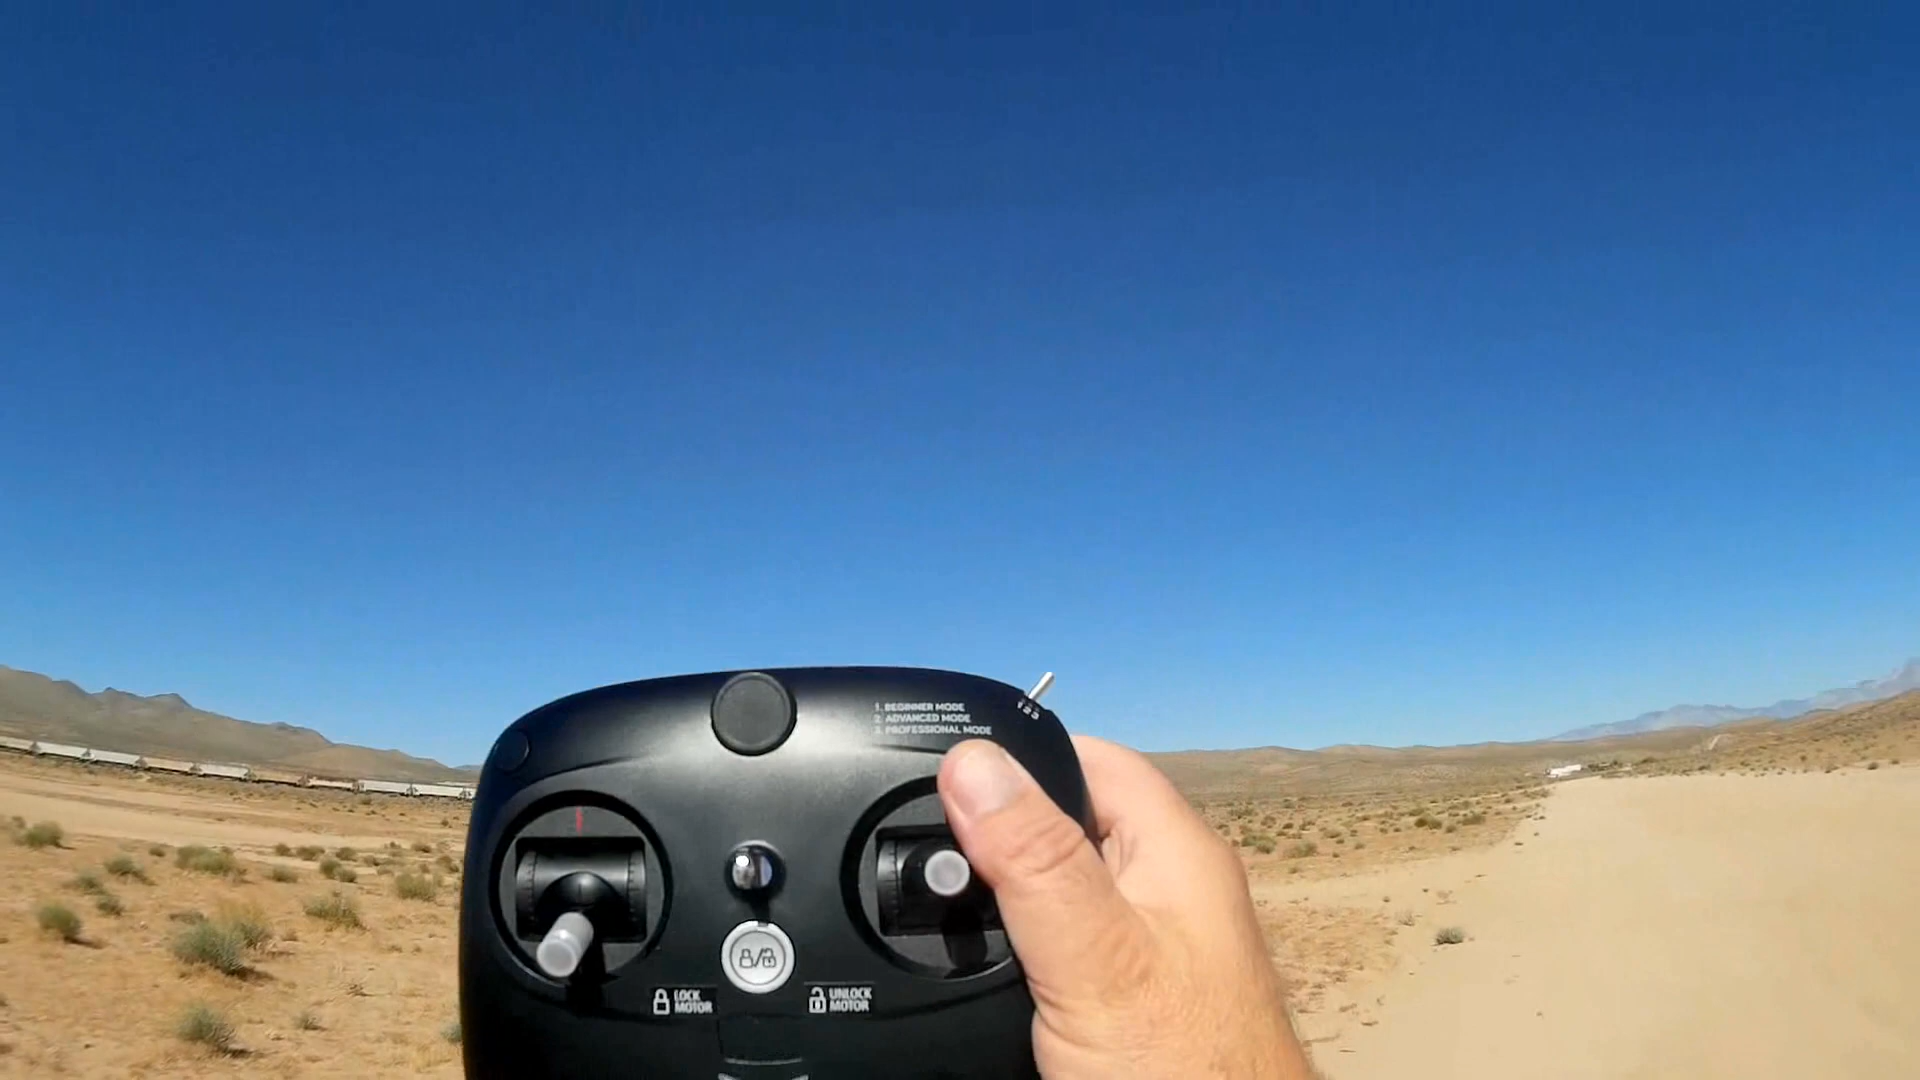 1. BEGINNER MODE
2. ADVANCED MODE
3. PROFESSIONAL MODE
1 2 3
LOCK
MOTOR
UNLOCK
MOTOR